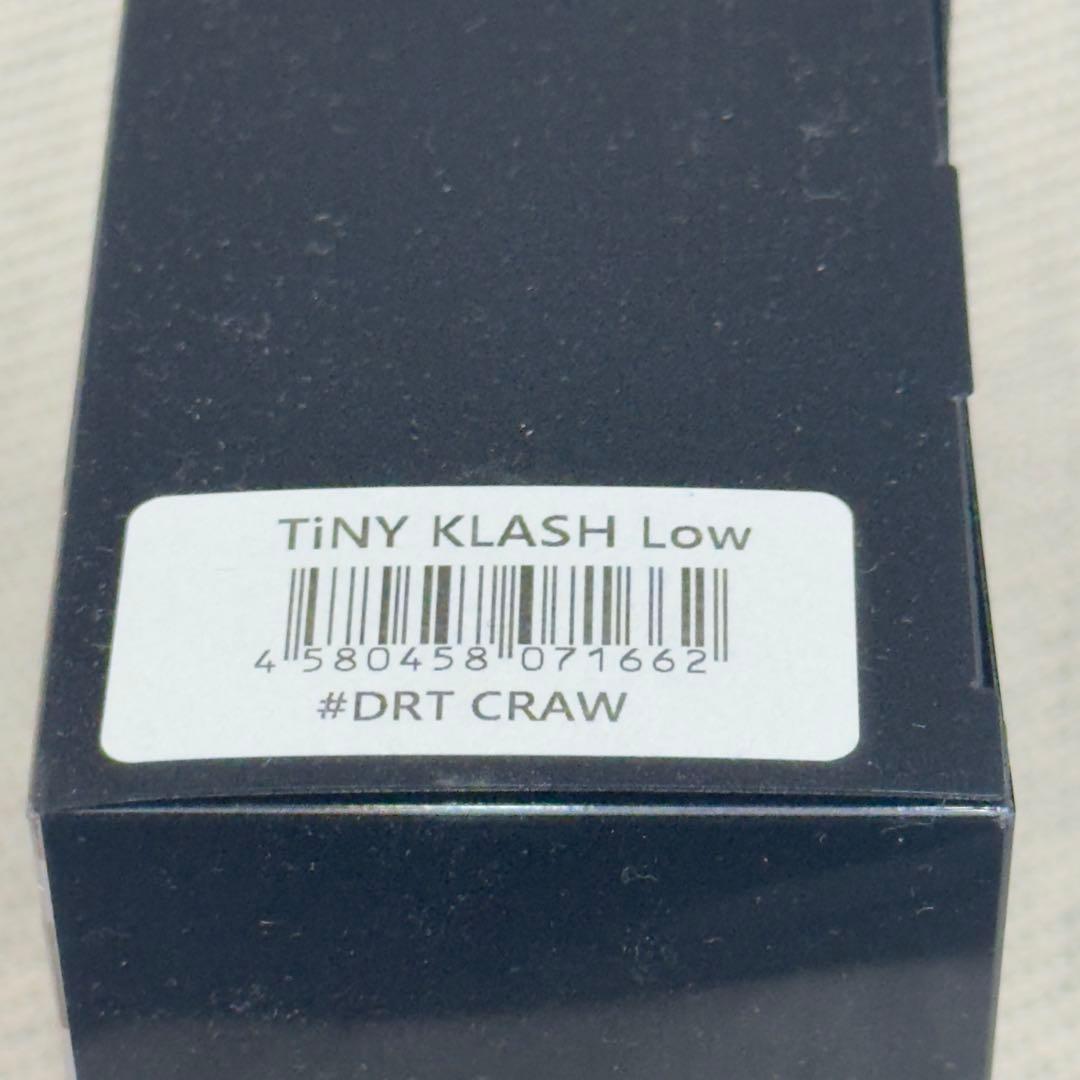 TiNY KLASH Low
4 580458 071662
#DRT CRAW